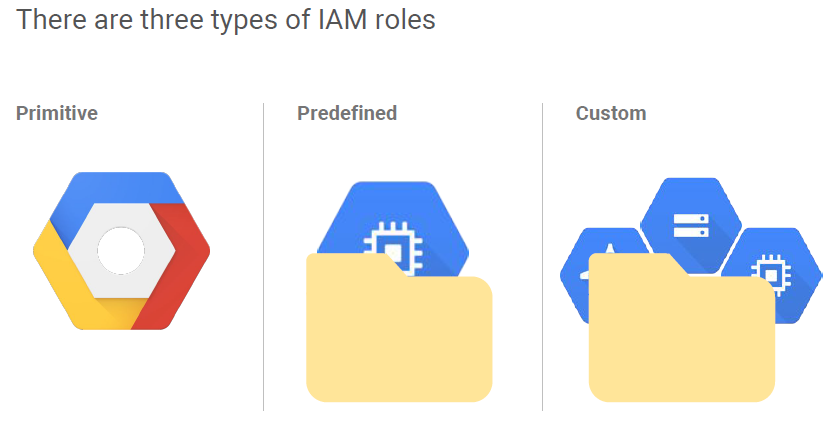 There are three types of IAM roles
Primitive
Predefined
Custom